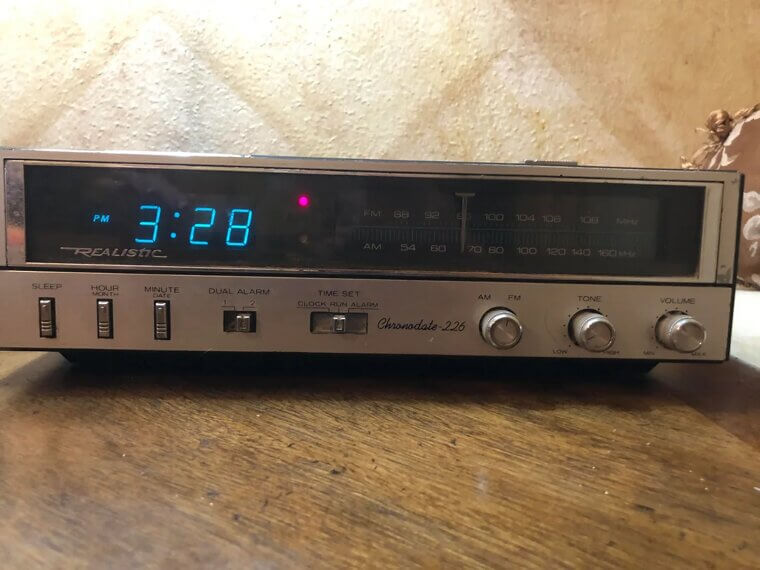 PM 3:28
FM 88 92 96 100 104 106 108 MHz
AM 54 60 70 80 100 120 140 160 kHz
REALISTIC
SLEEP
HOUR
MONTH
MINUTE
DATE
DUAL ALARM
1 2
TIME SET
CLOCK RUN ALARM
Chronodate-226
AM FM
TONE
LOW HIGH
VOLUME
MIN MAX